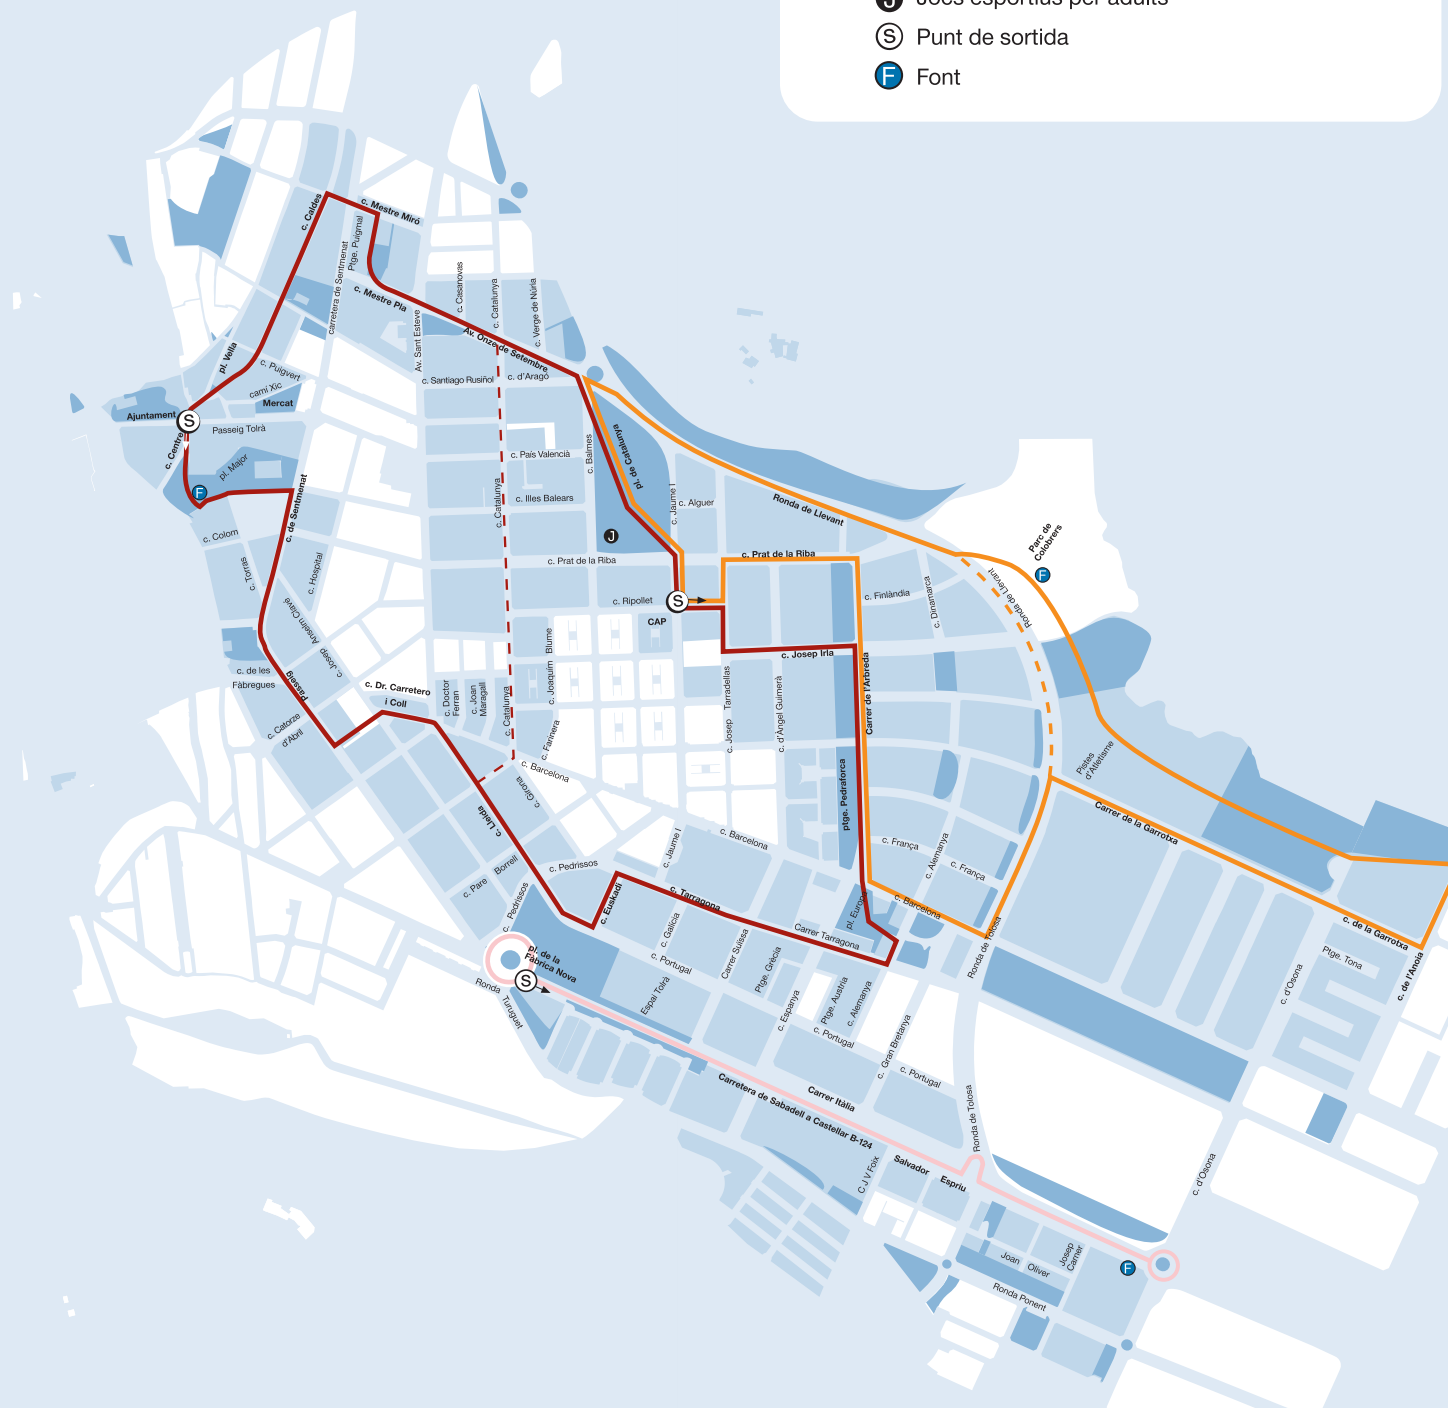 J Jocs esportius per adults
S Punt de sortida
F Font
c. Caldes
c. Mestre Miró
Ptge. Puigmal
carretera de Sentmenat
c. Mestre Pla
Av. Sant Esteve
c. Casanovas
c. Catalunya
c. Verge de Núria
Av. Onze de Setembre
pl. Vella
c. Puigvert
camí Xic
Mercat
c. Santiago Rusiñol
c. d'Aragó
Ajuntament
S
Passeig Tolrà
c. Centre
pl. Major
F
c. de Sentmenat
c. País Valencià
c. Balmes
pl. de Catalunya
c. Illes Balears
c. Catalunya
c. Jaume I
c. Alguer
Ronda de Llevant
J
c. Colom
c. Torras
c. Hospital
c. Prat de la Riba
c. Prat de la Riba
Parc de
Colobrers
F
Ronda de Llevant
c. Finlàndia
c. Dinamarca
c. Ripollet
S
CAP
c. Josep
Anselm Clavé
c. Josep Irla
c. de les
Fàbregues
Passeig
c. Dr. Carretero
i Coll
c. Doctor
Ferran
c. Joan
Maragall
c. Catalunya
c. Joaquim Blume
c. Farinera
c. Josep Tarradellas
c. d'Àngel Guimerà
Carrer de l'Arbreda
c. Catorze
d'Abril
c. Barcelona
c. Girona
ptge. Pedraforca
Pistes
d'Atletisme
c. Lleida
c. Jaume I
c. Barcelona
Carrer de la Garrotxa
c. França
c. Alemanya
c. França
c. Pare Borrell
c. Pedrissos
c. Pedrissos
c. Euskadi
c. Tarragona
c. Barcelona
pl. Europa
c. Galícia
Carrer Tarragona
Carrer Suïssa
c. de la Garrotxa
pl. de la
Fàbrica Nova
S
c. Portugal
Ptge. Grècia
Ronda de Tolosa
Ptge. Tona
c. d'Osona
c. de l'Anoia
Ronda Turuguet
Espai Tolrà
c. Espanya
Ptge. Austria
c. Alemanya
c. Portugal
c. Gran Bretanya
c. Portugal
Carretera de Sabadell a Castellar B-124
Carrer Itàlia
Ronda de Tolosa
C J V Foix
Salvador Espriu
c. d'Osona
Joan Oliver
Josep
Carner
F
Ronda Ponent